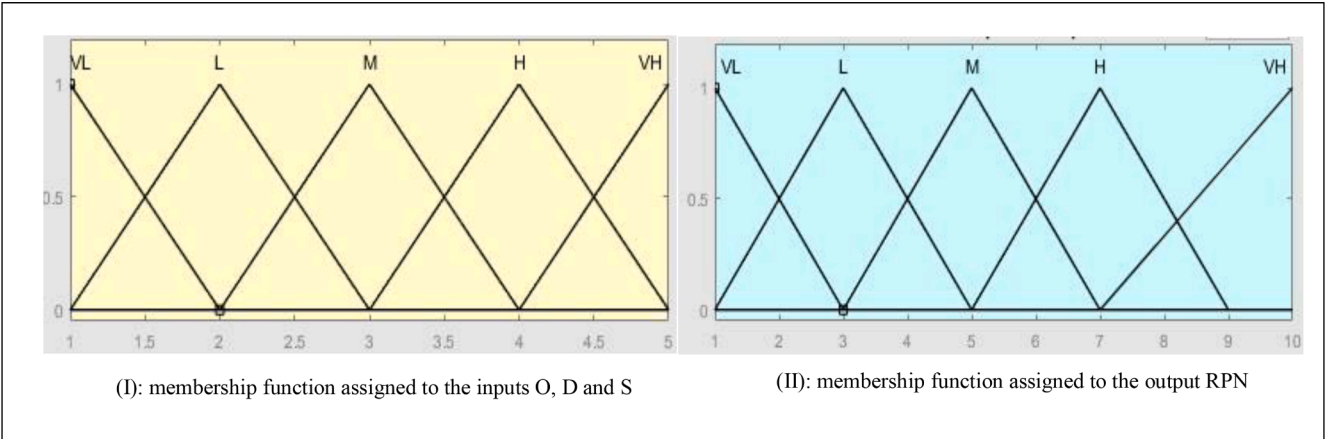 VL L M H VH
1
0.5
0
1 1.5 2 2.5 3 3.5 4 4.5 5
(I): membership function assigned to the inputs O, D and S
VL L M H VH
1
0.5
0
1 2 3 4 5 6 7 8 9 10
(II): membership function assigned to the output RPN